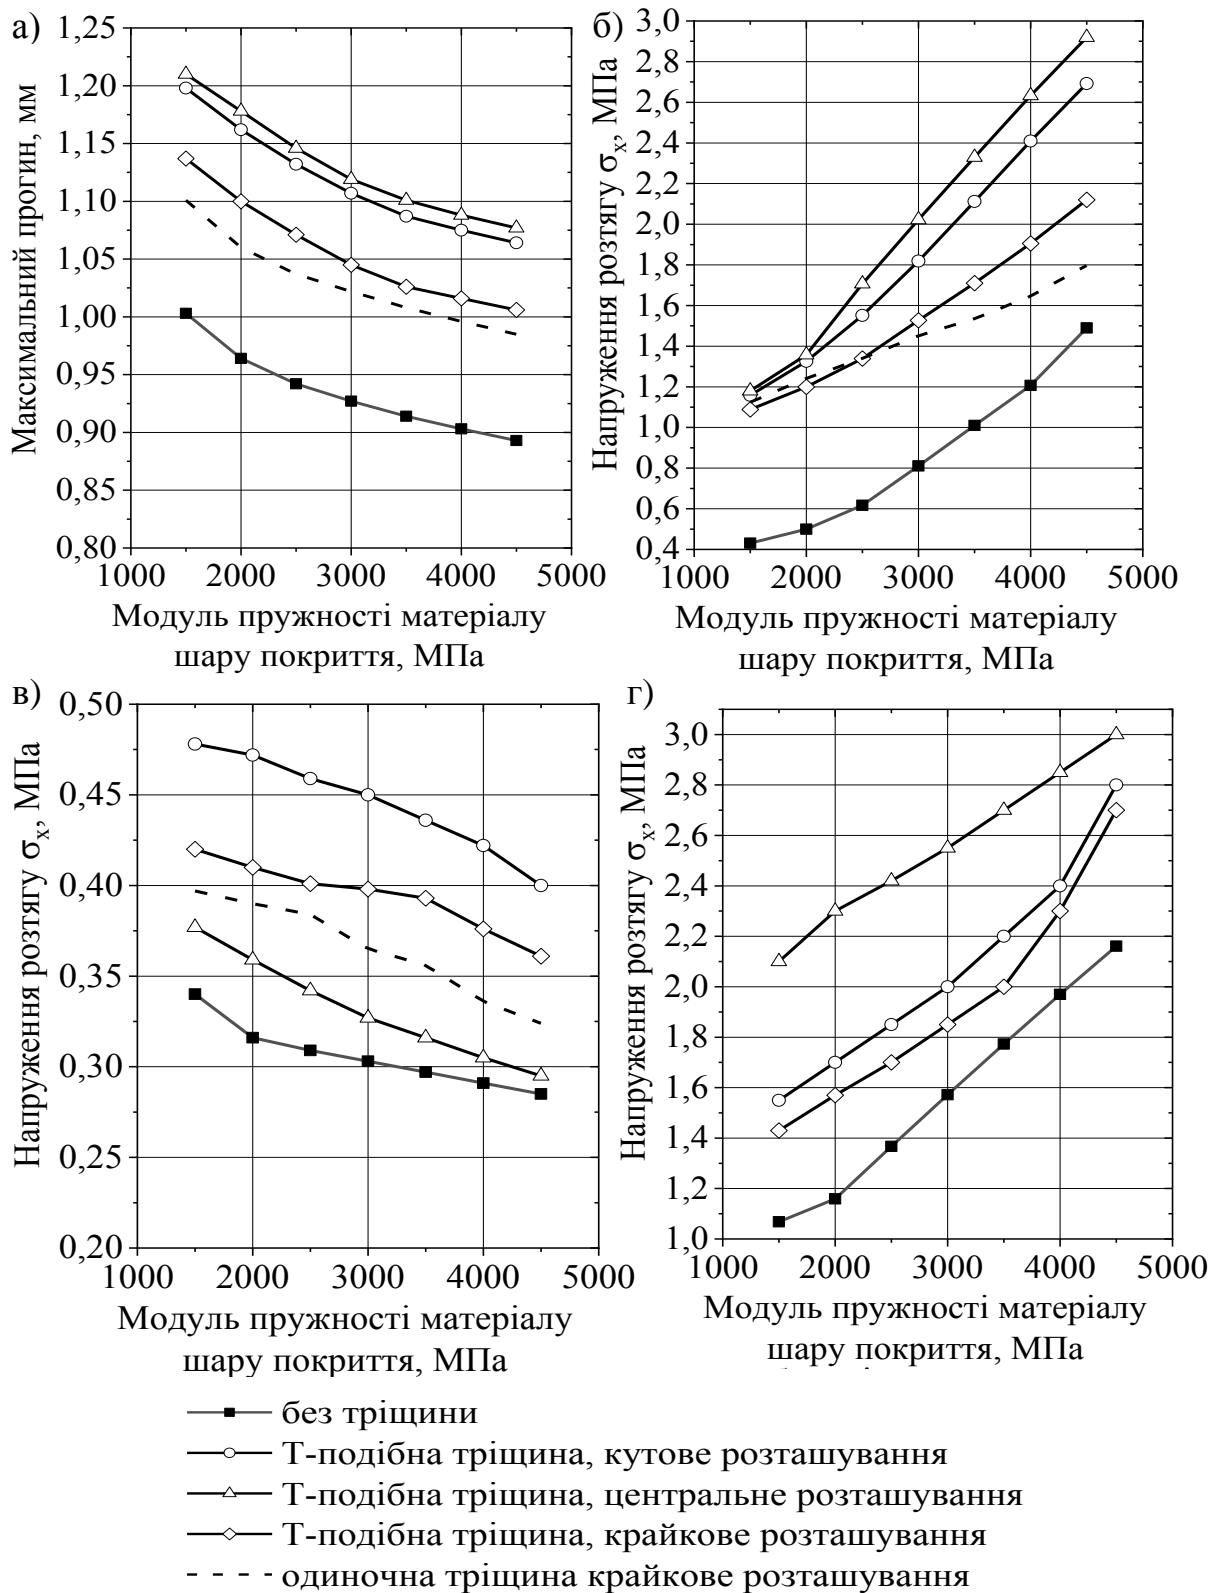 а)
1,25
1,20
1,15
1,10
1,05
1,00
0,95
0,90
0,85
0,80
Максимальний прогин, мм
1000 2000 3000 4000 5000
Модуль пружності матеріалу
шару покриття, МПа
б)
3,0
2,8
2,6
2,4
2,2
2,0
1,8
1,6
1,4
1,2
1,0
0,8
0,6
0,4
Напруження розтягу σx, МПа
1000 2000 3000 4000 5000
Модуль пружності матеріалу
шару покриття, МПа
в)
0,50
0,45
0,40
0,35
0,30
0,25
0,20
Напруження розтягу σx, МПа
1000 2000 3000 4000 5000
Модуль пружності матеріалу
шару покриття, МПа
г)
3,0
2,8
2,6
2,4
2,2
2,0
1,8
1,6
1,4
1,2
1,0
Напруження розтягу σx, МПа
1000 2000 3000 4000 5000
Модуль пружності матеріалу
шару покриття, МПа
без тріщини
Т-подібна тріщина, кутове розташування
Т-подібна тріщина, центральне розташування
Т-подібна тріщина, крайкове розташування
одиночна тріщина крайкове розташування